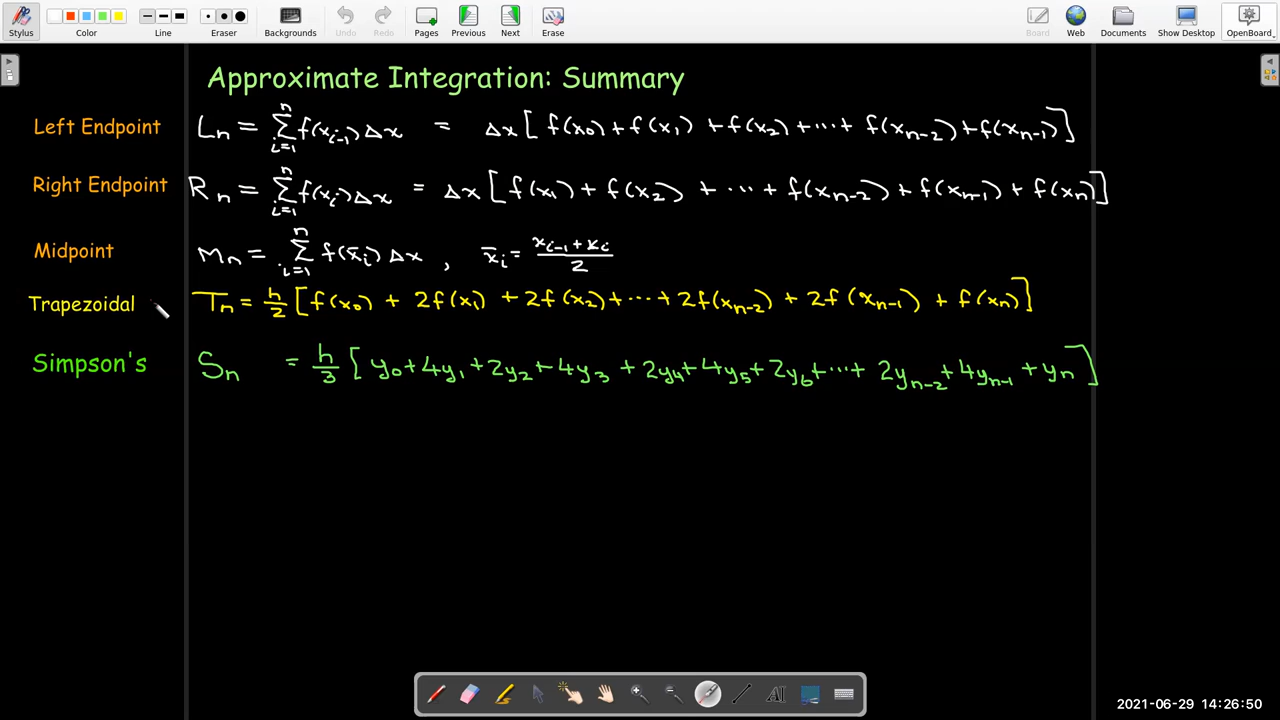 Stylus Color Line Eraser Backgrounds Undo Redo Pages Previous Next Erase Board Web Documents Show Desktop OpenBoard
Approximate Integration: Summary
Left Endpoint Lₙ = ∑ᵢ₌₁ⁿ f(xᵢ₋₁) Δx = Δx [ f(x₀) + f(x₁) + f(x₂) + ⋯ + f(xₙ₋₂) + f(xₙ₋₁) ]
Right Endpoint Rₙ = ∑ᵢ₌₁ⁿ f(xᵢ) Δx = Δx [ f(x₁) + f(x₂) + ⋯ + f(xₙ₋₂) + f(xₙ₋₁) + f(xₙ) ]
Midpoint Mₙ = ∑ᵢ₌₁ⁿ f(x̄ᵢ) Δx , x̄ᵢ = (xᵢ₋₁ + xᵢ)/2
Trapezoidal Tₙ = h/2 [ f(x₀) + 2f(x₁) + 2f(x₂) + ⋯ + 2f(xₙ₋₂) + 2f(xₙ₋₁) + f(xₙ) ]
Simpson's Sₙ = h/3 [ y₀ + 4y₁ + 2y₂ + 4y₃ + 2y₄ + 4y₅ + 2y₆ + ⋯ + 2yₙ₋₂ + 4yₙ₋₁ + yₙ ]
2021-06-29 14:26:50